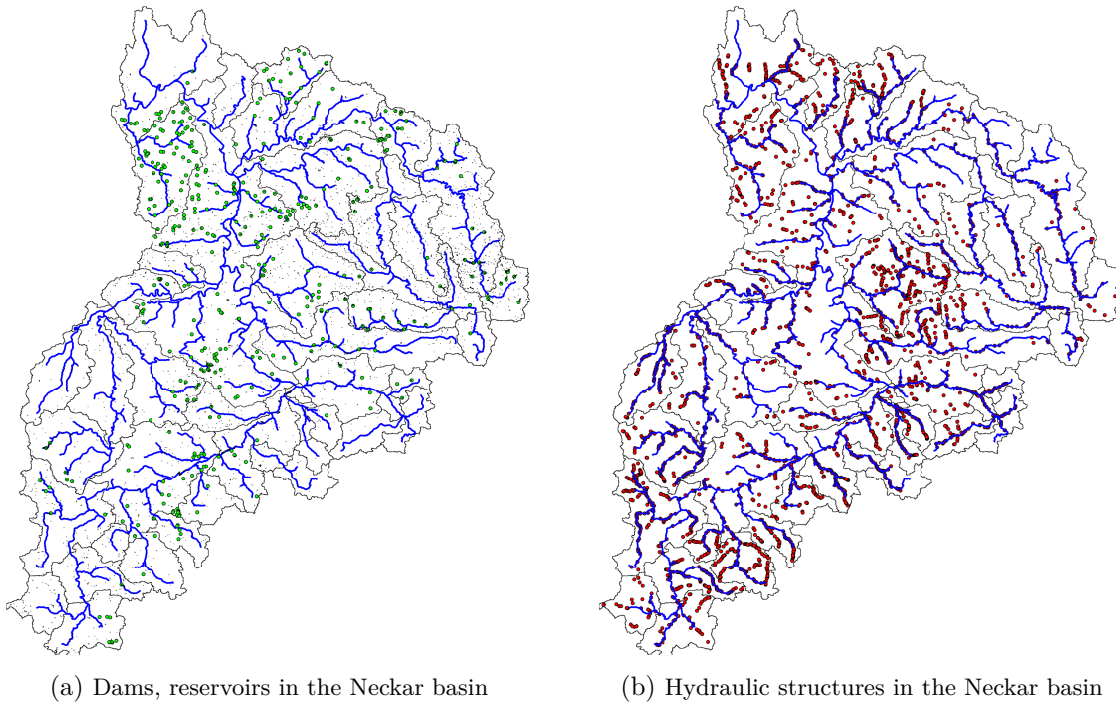 (a) Dams, reservoirs in the Neckar basin
(b) Hydraulic structures in the Neckar basin